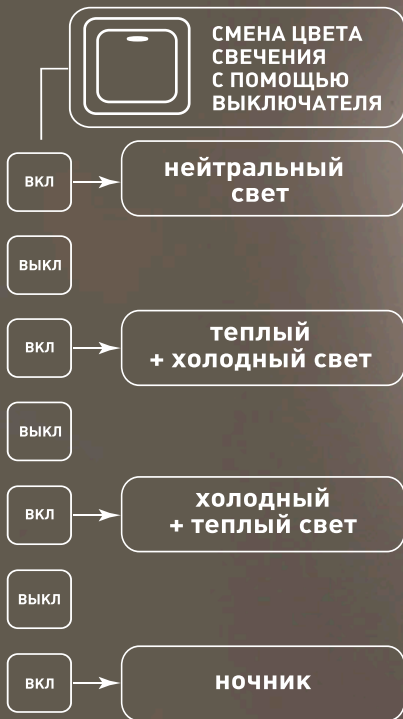 СМЕНА ЦВЕТА
СВЕЧЕНИЯ
С ПОМОЩЬЮ
ВЫКЛЮЧАТЕЛЯ
ВКЛ
нейтральный
свет
ВЫКЛ
ВКЛ
теплый
+ холодный свет
ВЫКЛ
ВКЛ
холодный
+ теплый свет
ВЫКЛ
ВКЛ
ночник